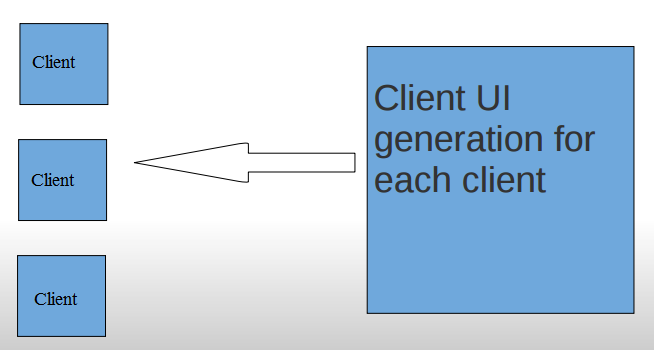 Client
Client UI
generation for
each client
Client
Client